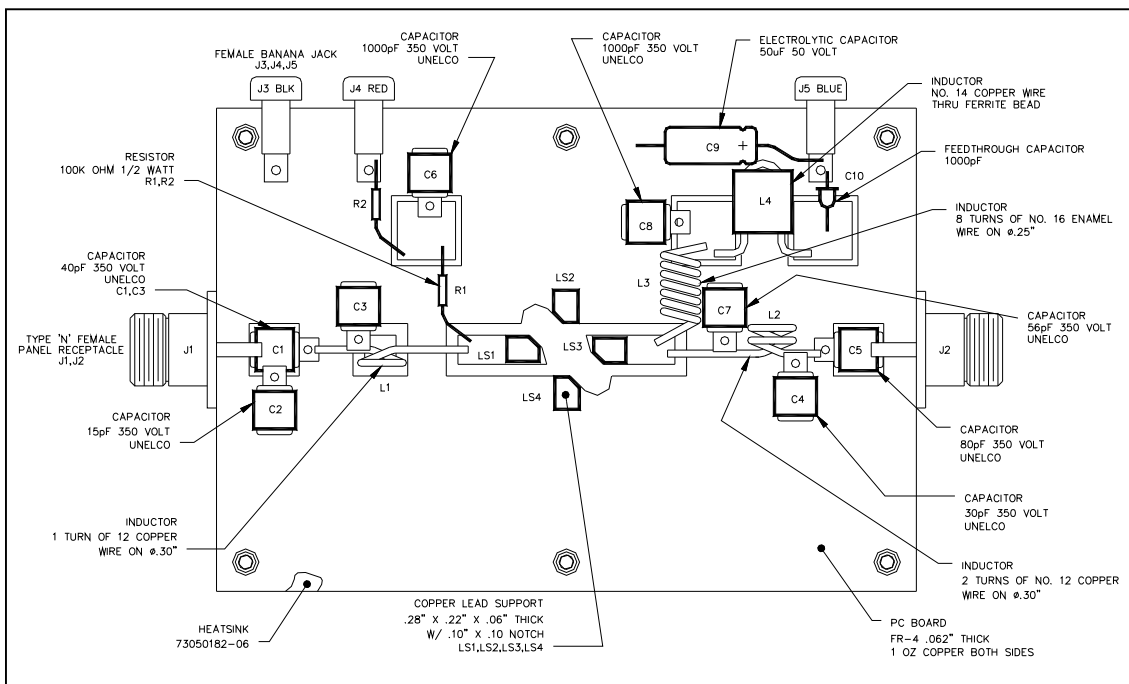 CAPACITOR
1000pF 350 VOLT
UNELCO
CAPACITOR
1000pF 350 VOLT
UNELCO
ELECTROLYTIC CAPACITOR
50uF 50 VOLT
FEMALE BANANA JACK
J3,J4,J5
INDUCTOR
NO. 14 COPPER WIRE
THRU FERRITE BEAD
J3 BLK
J4 RED
J5 BLUE
RESISTOR
100K OHM 1/2 WATT
R1,R2
C9
+
FEEDTHROUGH CAPACITOR
1000pF
C6
C10
R2
L4
C8
INDUCTOR
8 TURNS OF NO. 16 ENAMEL
WIRE ON ø.25"
CAPACITOR
40pF 350 VOLT
UNELCO
C1,C3
LS2
L3
R1
C3
C7
L2
CAPACITOR
56pF 350 VOLT
UNELCO
TYPE 'N' FEMALE
PANEL RECEPTACLE
J1,J2
J1
C1
LS1
LS3
C5
J2
L1
LS4
C2
C4
CAPACITOR
15pF 350 VOLT
UNELCO
CAPACITOR
80pF 350 VOLT
UNELCO
CAPACITOR
30pF 350 VOLT
UNELCO
INDUCTOR
1 TURN OF 12 COPPER
WIRE ON ø.30"
INDUCTOR
2 TURNS OF NO. 12 COPPER
WIRE ON ø.30"
HEATSINK
73050182-06
COPPER LEAD SUPPORT
.28" X .22" X .06" THICK
W/ .10" X .10 NOTCH
LS1,LS2,LS3,LS4
PC BOARD
FR-4 .062" THICK
1 OZ COPPER BOTH SIDES